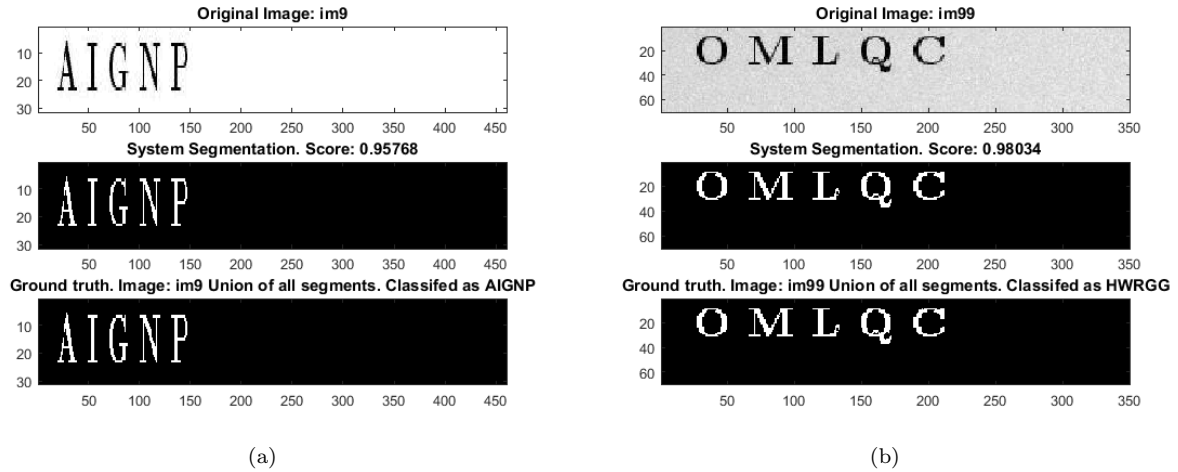 Original Image: im9
10
20
30
AIGNP
50 100 150 200 250 300 350 400 450
System Segmentation. Score: 0.95768
10
20
30
AIGNP
50 100 150 200 250 300 350 400 450
Ground truth. Image: im9 Union of all segments. Classifed as AIGNP
10
20
30
AIGNP
50 100 150 200 250 300 350 400 450
(a)
Original Image: im99
20
40
60
O M L Q C
50 100 150 200 250 300 350
System Segmentation. Score: 0.98034
20
40
60
O M L Q C
50 100 150 200 250 300 350
Ground truth. Image: im99 Union of all segments. Classifed as HWRGG
20
40
60
O M L Q C
50 100 150 200 250 300 350
(b)